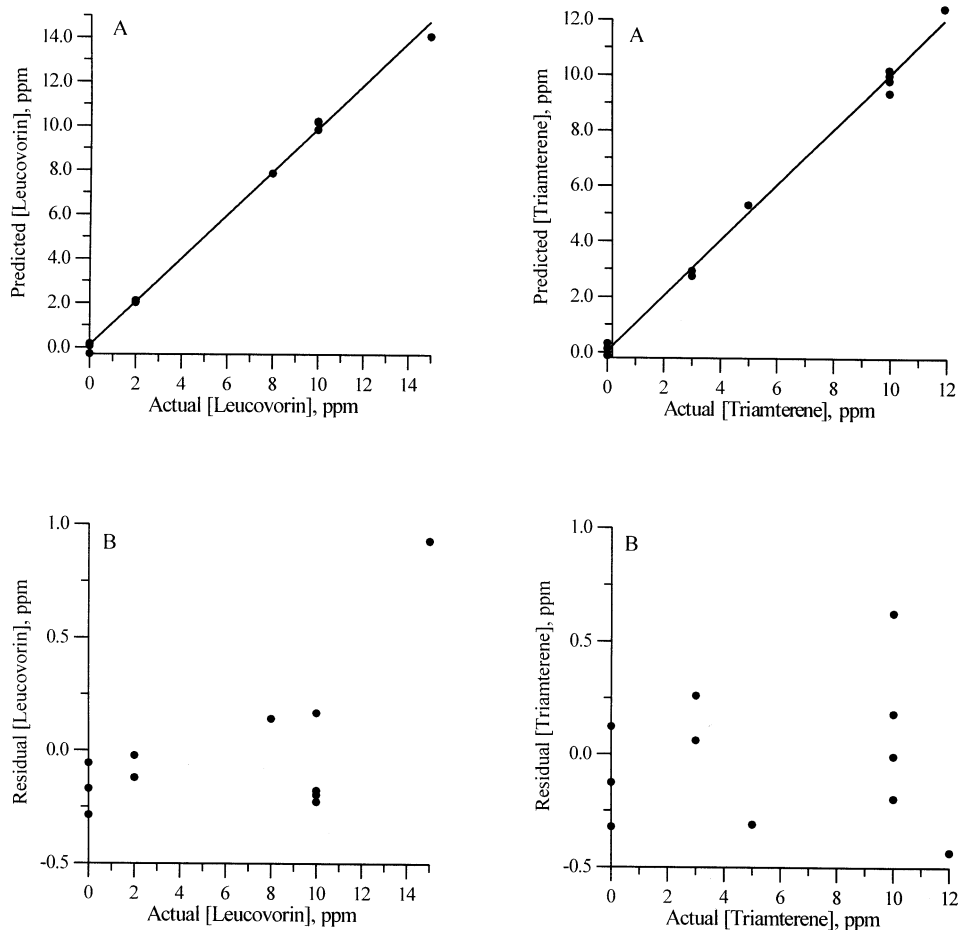 A
14.0
12.0
10.0
8.0
6.0
4.0
2.0
0.0
Predicted [Leucovorin], ppm
0 2 4 6 8 10 12 14
Actual [Leucovorin], ppm
A
12.0
10.0
8.0
6.0
4.0
2.0
0.0
Predicted [Triamterene], ppm
0 2 4 6 8 10 12
Actual [Triamterene], ppm
B
1.0
0.5
0.0
-0.5
Residual [Leucovorin], ppm
0 2 4 6 8 10 12 14
Actual [Leucovorin], ppm
B
1.0
0.5
0.0
-0.5
Residual [Triamterene], ppm
0 2 4 6 8 10 12
Actual [Triamterene], ppm